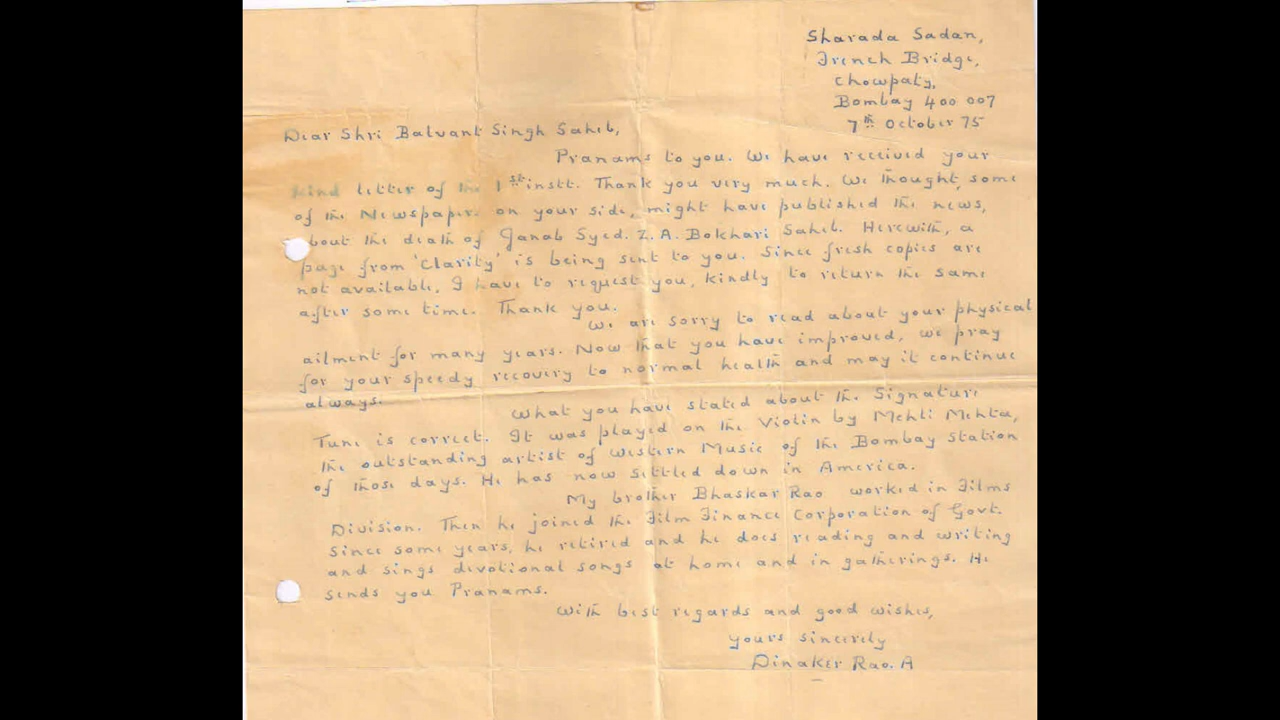 Sharada Sadan,
French Bridge,
Chowpaty,
Bombay 400 007
7th October 75
Dear Shri Balvant Singh Sahib,
Pranams to you. We have received your
kind letter of the 1st instt. Thank you very much. We thought, some
of the Newspaper on your side, might have published the news,
bout the death of Janab Syed. Z. A. Bokhari Sahib. Herewith, a
page from 'Clarity' is being sent to you. Since fresh copies are
not available, I have to request you, kindly to return the same
after some time. Thank you.
We are sorry to read about your physical
ailment for many years. Now that you have improved, we pray
for your speedy recovery to normal health and may it continue
always.
What you have stated about the Signature
Tune is correct. It was played on the Violin by Mehli Mehta,
the outstanding artist of western Music of the Bombay Station
of those days. He has now settled down in America.
My brother Bhaskar Rao worked in Films
Division. Then he joined the Film Finance Corporation of Govt.
Since some years, he retired and he does reading and writing
and sings devotional songs at home and in gatherings. He
sends you Pranams.
With best regards and good wishes,
yours sincerely
Dinaker Rao. A